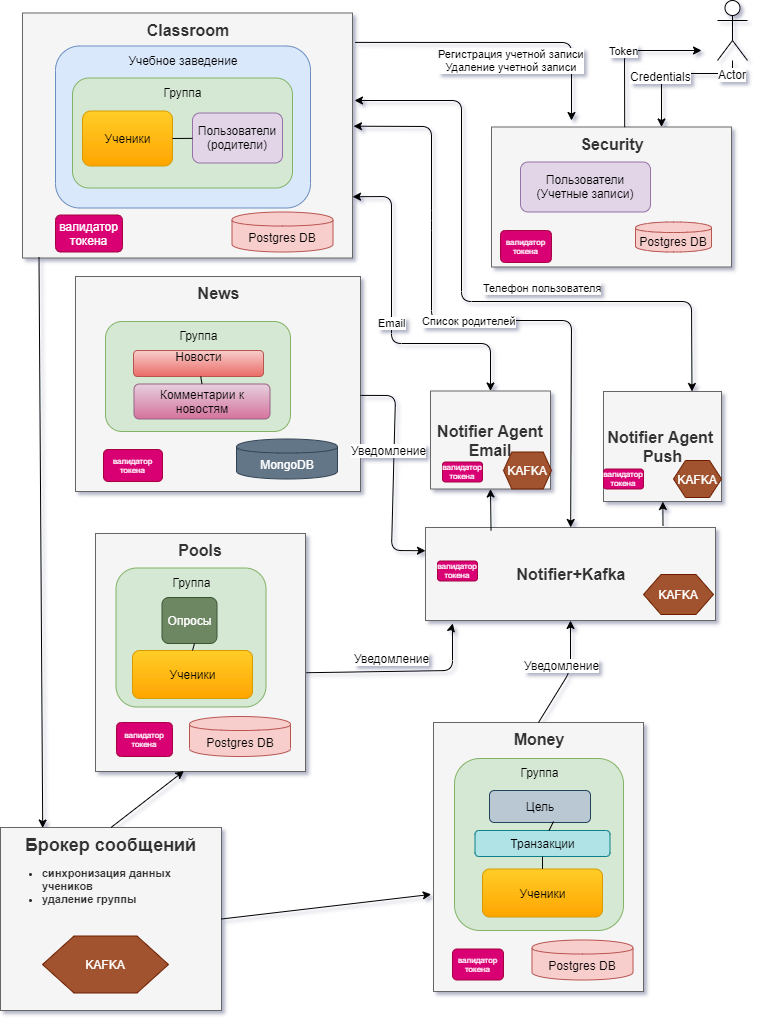 Classroom
Учебное заведение
Группа
Ученики
Пользователи
(родители)
валидатор
токена
Postgres DB
Регистрация учетной записи
Удаление учетной записи
Token
Credentials
Actor
Security
Пользователи
(Учетные записи)
валидатор
токена
Postgres DB
Телефон пользователя
Email
Список родителей
News
Группа
Новости
Комментарии к
новостям
валидатор
токена
MongoDB
Уведомление
Notifier Agent
Email
валидатор
токена
KAFKA
Notifier Agent
Push
валидатор
токена
KAFKA
Notifier+Kafka
валидатор
токена
KAFKA
Pools
Группа
Опросы
Ученики
валидатор
токена
Postgres DB
Уведомление
Уведомление
Money
Группа
Цель
Транзакции
Ученики
валидатор
токена
Postgres DB
Брокер сообщений
• синхронизация данных
учеников
• удаление группы
KAFKA